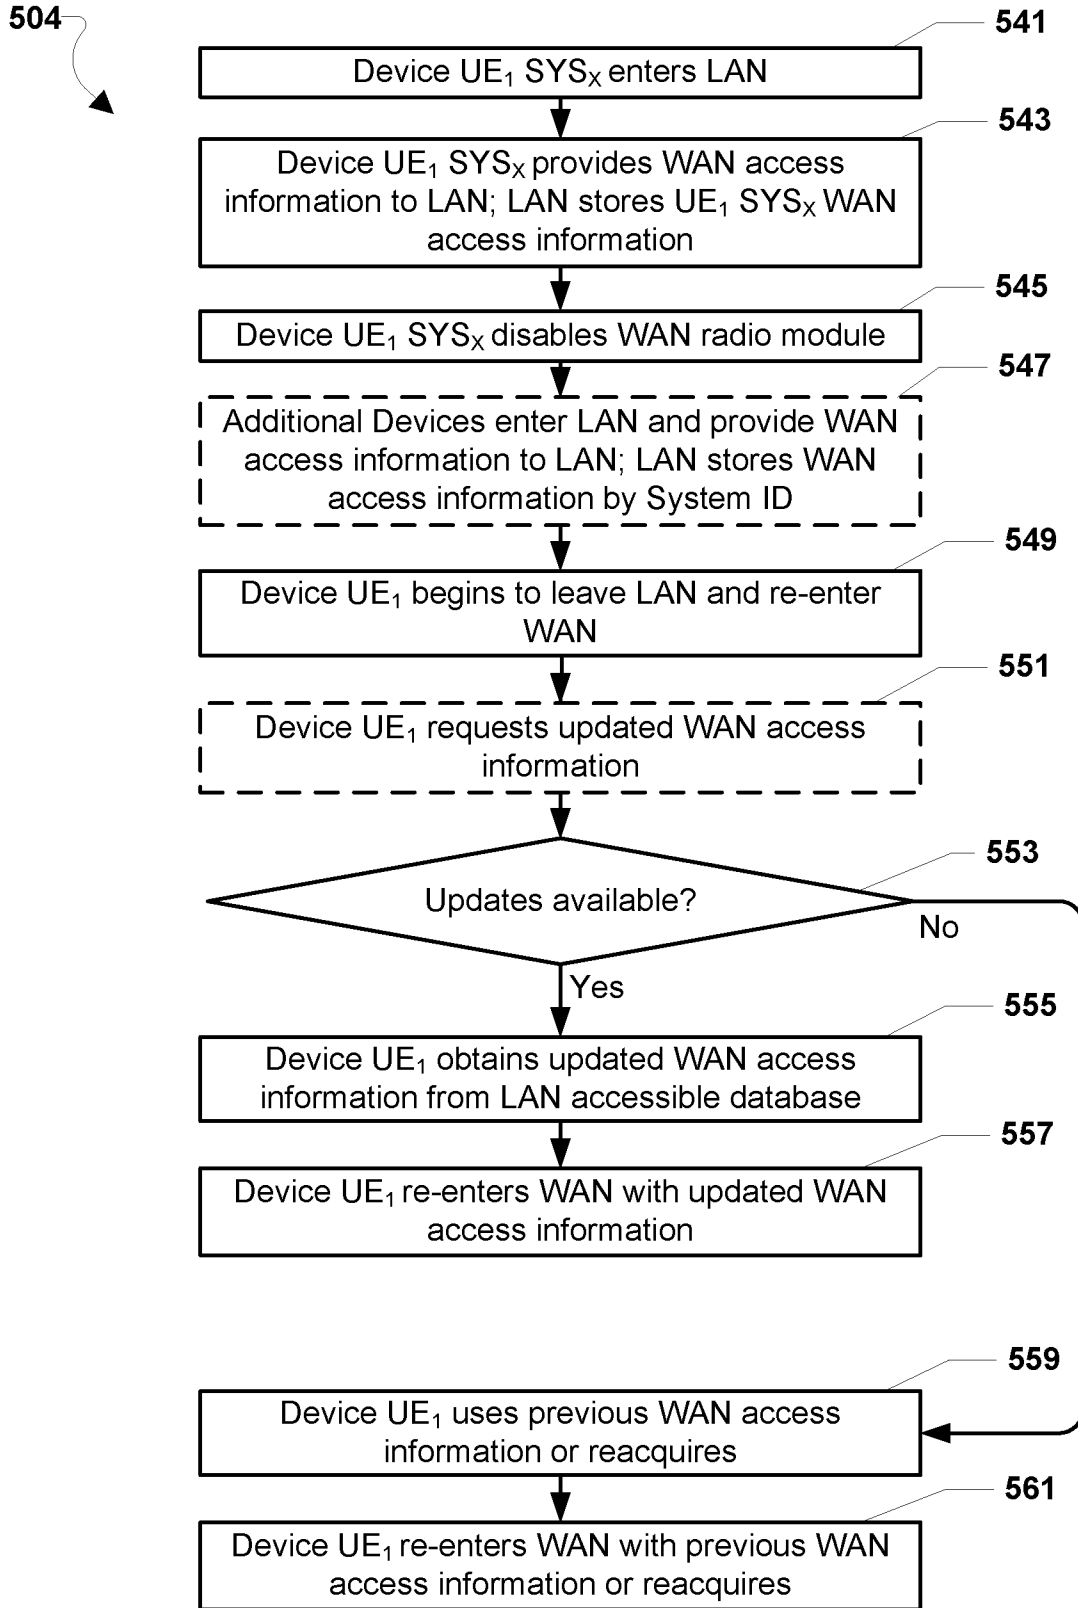 504
541
Device UE₁ SYSₓ enters LAN
543
Device UE₁ SYSₓ provides WAN access
information to LAN; LAN stores UE₁ SYSₓ WAN
access information
545
Device UE₁ SYSₓ disables WAN radio module
547
Additional Devices enter LAN and provide WAN
access information to LAN; LAN stores WAN
access information by System ID
549
Device UE₁ begins to leave LAN and re-enter
WAN
551
Device UE₁ requests updated WAN access
information
553
Updates available?
No
Yes
555
Device UE₁ obtains updated WAN access
information from LAN accessible database
557
Device UE₁ re-enters WAN with updated WAN
access information
559
Device UE₁ uses previous WAN access
information or reacquires
561
Device UE₁ re-enters WAN with previous WAN
access information or reacquires